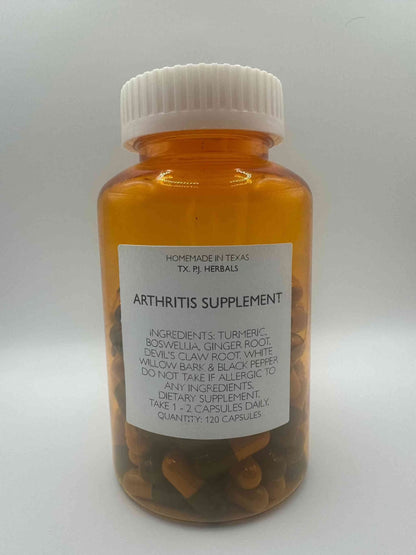 HOMEMADE IN TEXAS
TX. P.J. HERBALS
ARTHRITIS SUPPLEMENT
INGREDIENTS: TURMERIC,
BOSWELLIA, GINGER ROOT,
DEVIL'S CLAW ROOT, WHITE
WILLOW BARK & BLACK PEPPER
DO NOT TAKE IF ALLERGIC TO
ANY INGREDIENTS.
DIETARY SUPPLEMENT.
TAKE 1 - 2 CAPSULES DAILY.
QUANTITY: 120 CAPSULES